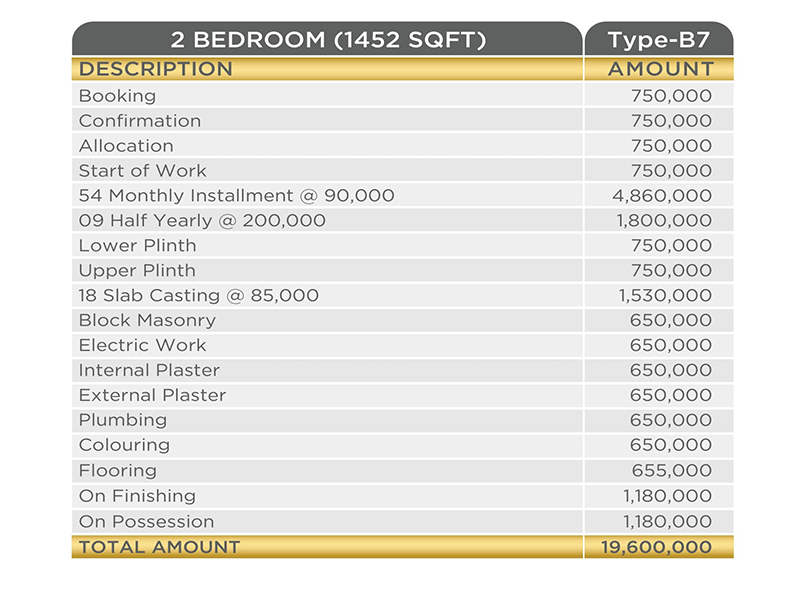 2 BEDROOM (1452 SQFT) Type-B7
DESCRIPTION AMOUNT
Booking 750,000
Confirmation 750,000
Allocation 750,000
Start of Work 750,000
54 Monthly Installment @ 90,000 4,860,000
09 Half Yearly @ 200,000 1,800,000
Lower Plinth 750,000
Upper Plinth 750,000
18 Slab Casting @ 85,000 1,530,000
Block Masonry 650,000
Electric Work 650,000
Internal Plaster 650,000
External Plaster 650,000
Plumbing 650,000
Colouring 650,000
Flooring 655,000
On Finishing 1,180,000
On Possession 1,180,000
TOTAL AMOUNT 19,600,000